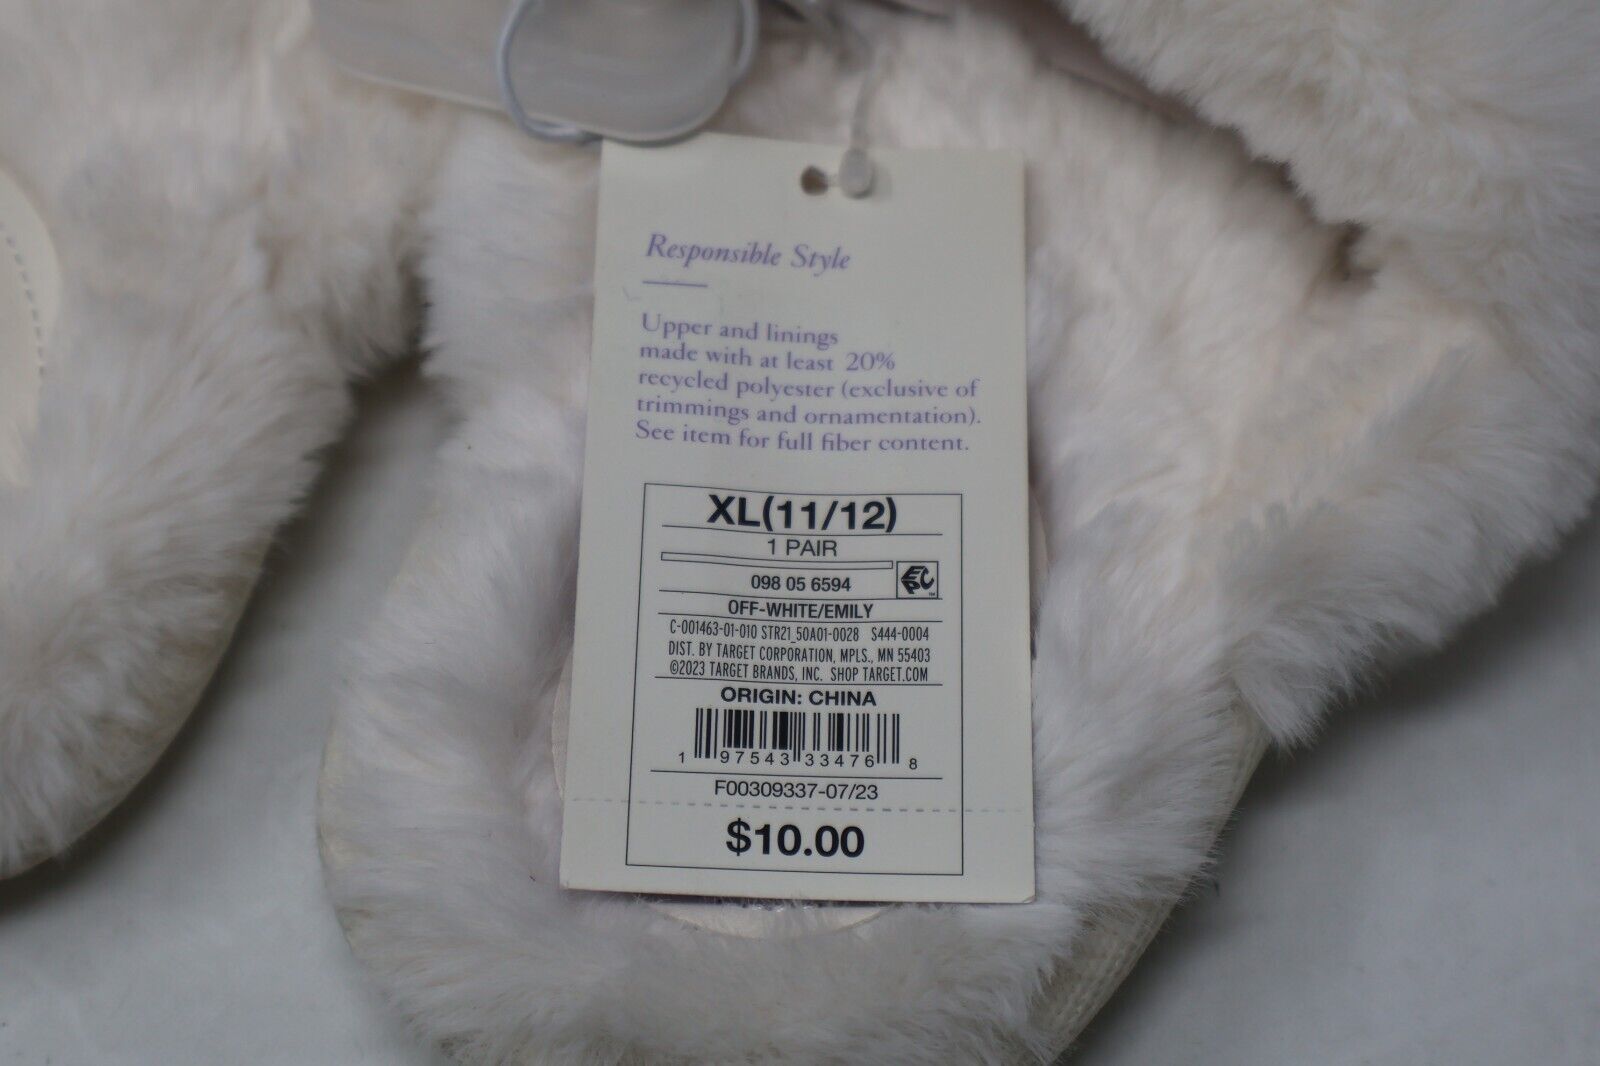 Responsible Style
Upper and linings
made with at least 20%
recycled polyester (exclusive of
trimmings and ornamentation).
See item for full fiber content.
XL(11/12)
1 PAIR
098 05 6594
EPC™
OFF-WHITE/EMILY
C-001463-01-010 STR21_50A01-0028 S444-0004
DIST. BY TARGET CORPORATION, MPLS., MN 55403
©2023 TARGET BRANDS, INC. SHOP TARGET.COM
ORIGIN: CHINA
1 97543 33476 8
F00309337-07/23
$10.00